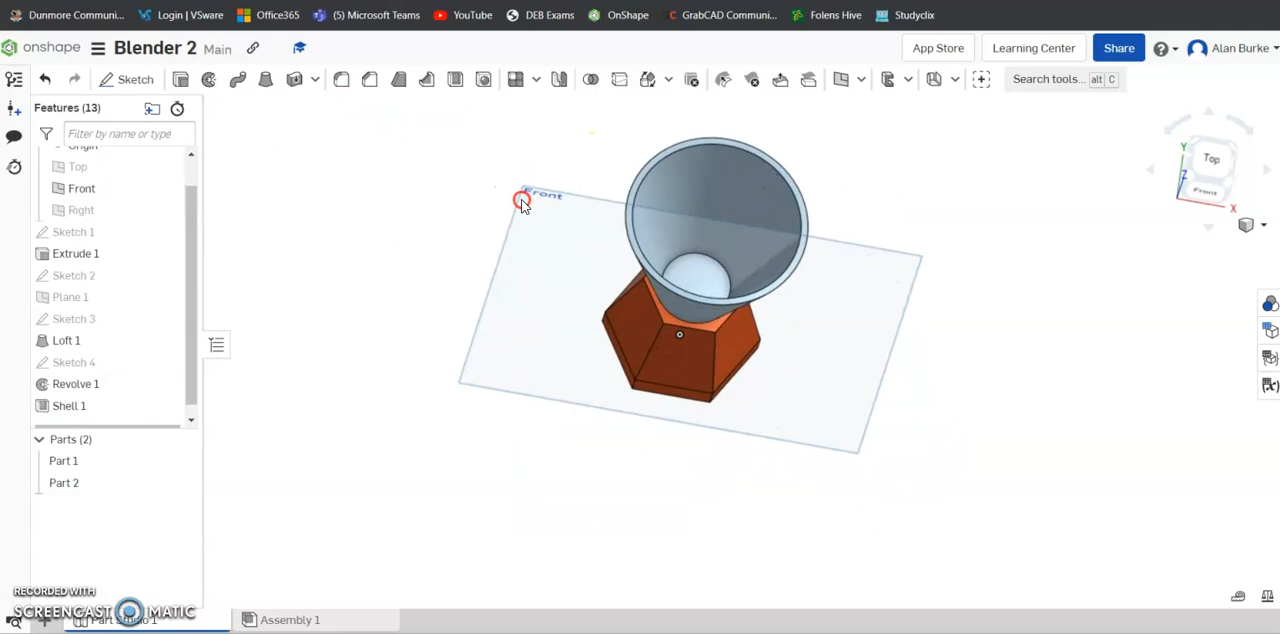 Dunmore Communi... Login | VSware Office365 (5) Microsoft Teams YouTube DEB Exams OnShape GrabCAD Communi... Folens Hive Studyclix
onshape Blender 2 Main App Store Learning Center Share Alan Burke
Sketch Search tools... alt C
Features (13)
Filter by name or type
Top
Front
Right
Sketch 1
Extrude 1
Sketch 2
Plane 1
Sketch 3
Loft 1
Sketch 4
Revolve 1
Shell 1
Parts (2)
Part 1
Part 2
Front
Y Top
Z Front
X
RECORDED WITH
SCREENCAST MATIC
Part Studio 1 Assembly 1